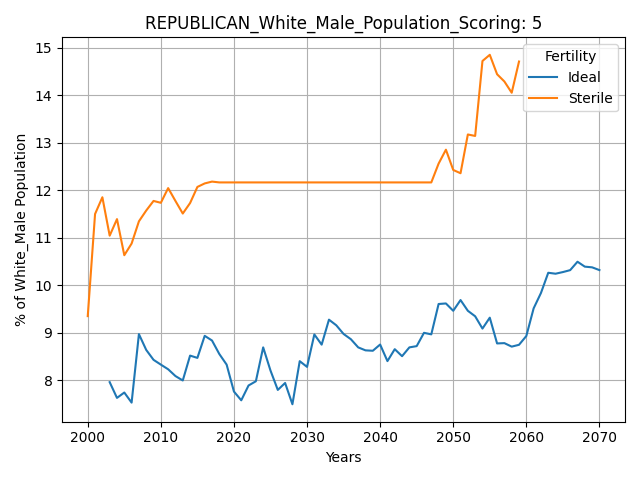 REPUBLICAN_White_Male_Population_Scoring: 5
Fertility
Ideal
Sterile
% of White_Male Population
15
14
13
12
11
10
9
8
2000 2010 2020 2030 2040 2050 2060 2070
Years